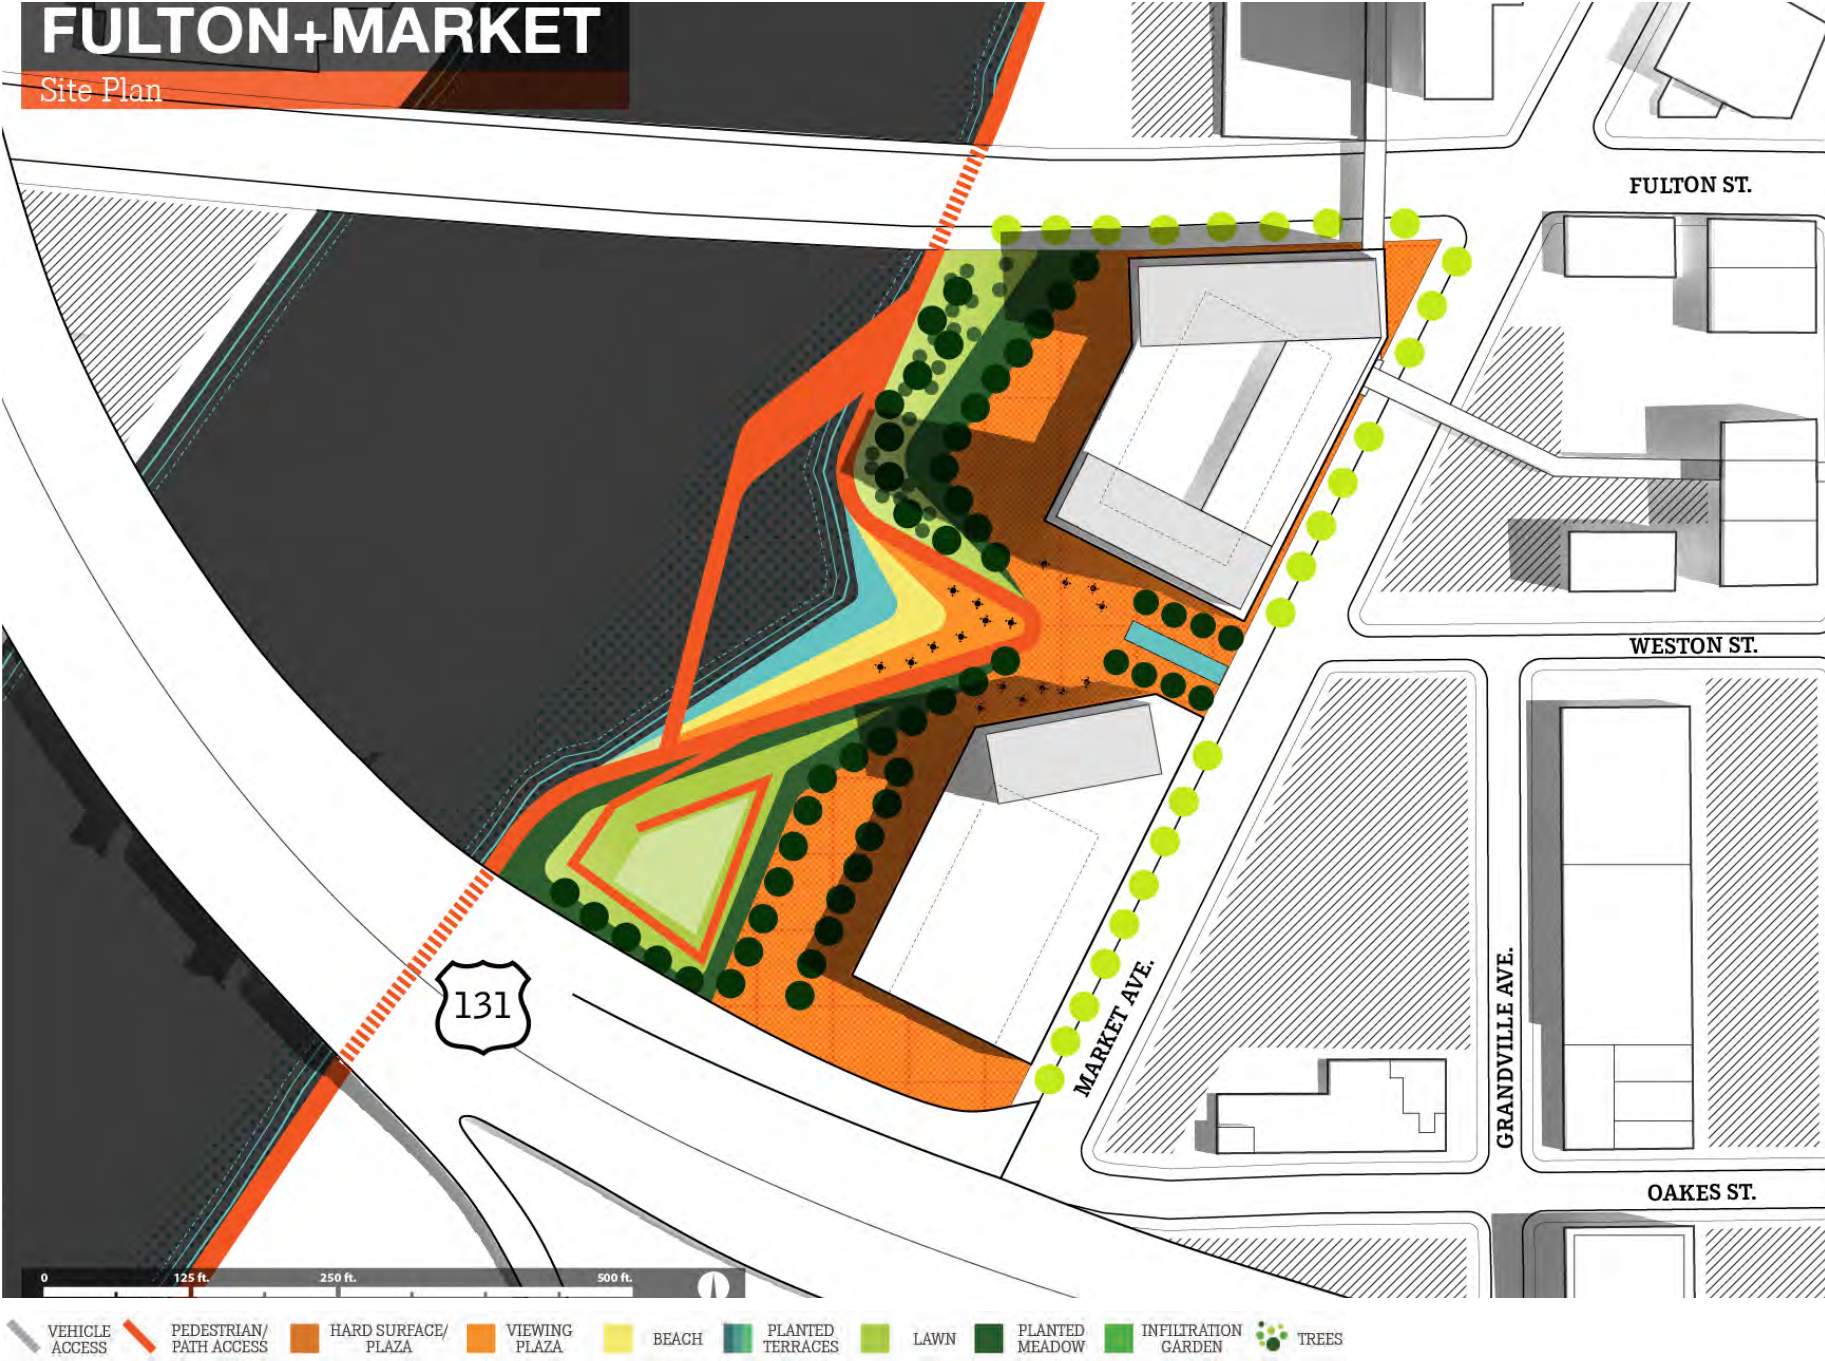 FULTON+MARKET
Site Plan
FULTON ST.
WESTON ST.
MARKET AVE.
GRANDVILLE AVE.
131
OAKES ST.
0 125 ft. 250 ft. 500 ft.
VEHICLE
ACCESS
PEDESTRIAN/
PATH ACCESS
HARD SURFACE/
PLAZA
VIEWING
PLAZA
BEACH
PLANTED
TERRACES
LAWN
PLANTED
MEADOW
INFILTRATION
GARDEN
TREES